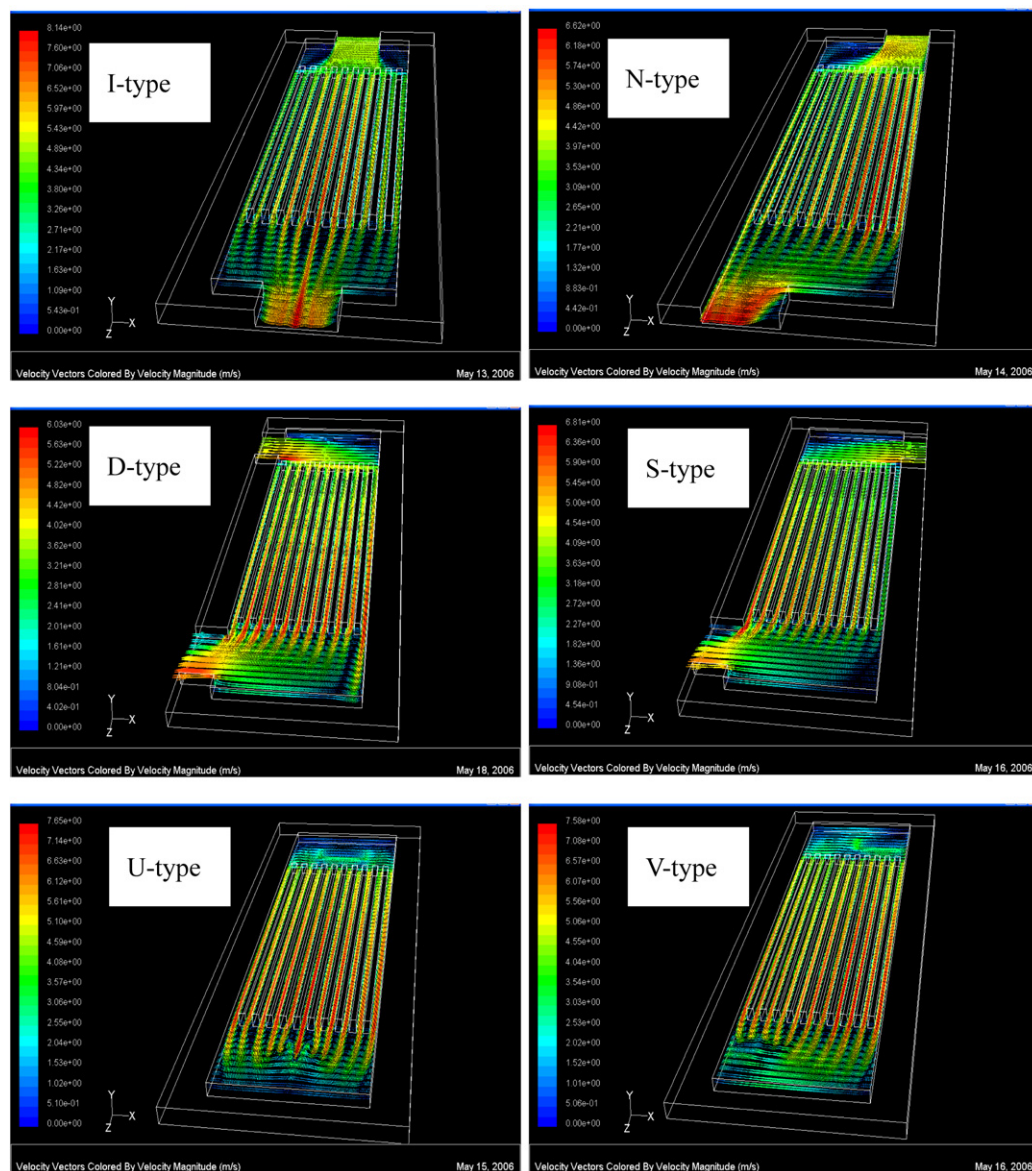 8.14e+00
7.60e+00
7.06e+00
6.52e+00
5.97e+00
5.43e+00
4.89e+00
4.34e+00
3.80e+00
3.26e+00
2.71e+00
2.17e+00
1.63e+00
1.09e+00
5.43e-01
0.00e+00
I-type
Y
Z X
Velocity Vectors Colored By Velocity Magnitude (m/s) May 13, 2006
6.62e+00
6.18e+00
5.74e+00
5.30e+00
4.86e+00
4.42e+00
3.97e+00
3.53e+00
3.09e+00
2.65e+00
2.21e+00
1.77e+00
1.32e+00
8.83e-01
4.42e-01
0.00e+00
N-type
Y
Z X
Velocity Vectors Colored By Velocity Magnitude (m/s) May 14, 2006
6.03e+00
5.63e+00
5.22e+00
4.82e+00
4.42e+00
4.02e+00
3.62e+00
3.22e+00
2.81e+00
2.41e+00
2.01e+00
1.61e+00
1.21e+00
8.04e-01
4.02e-01
0.00e+00
D-type
Y
Z X
Velocity Vectors Colored By Velocity Magnitude (m/s) May 18, 2006
6.81e+00
6.36e+00
5.90e+00
5.45e+00
5.00e+00
4.54e+00
4.09e+00
3.63e+00
3.18e+00
2.72e+00
2.27e+00
1.82e+00
1.36e+00
9.08e-01
4.54e-01
0.00e+00
S-type
Y
Z X
Velocity Vectors Colored By Velocity Magnitude (m/s) May 16, 2006
7.65e+00
7.14e+00
6.63e+00
6.12e+00
5.61e+00
5.10e+00
4.59e+00
4.08e+00
3.57e+00
3.06e+00
2.55e+00
2.04e+00
1.53e+00
1.02e+00
5.10e-01
0.00e+00
U-type
Y
Z X
Velocity Vectors Colored By Velocity Magnitude (m/s) May 15, 2006
7.58e+00
7.08e+00
6.57e+00
6.07e+00
5.56e+00
5.06e+00
4.55e+00
4.04e+00
3.54e+00
3.03e+00
2.53e+00
2.02e+00
1.52e+00
1.01e+00
5.06e-01
0.00e+00
V-type
Y
Z X
Velocity Vectors Colored By Velocity Magnitude (m/s) May 16, 2006